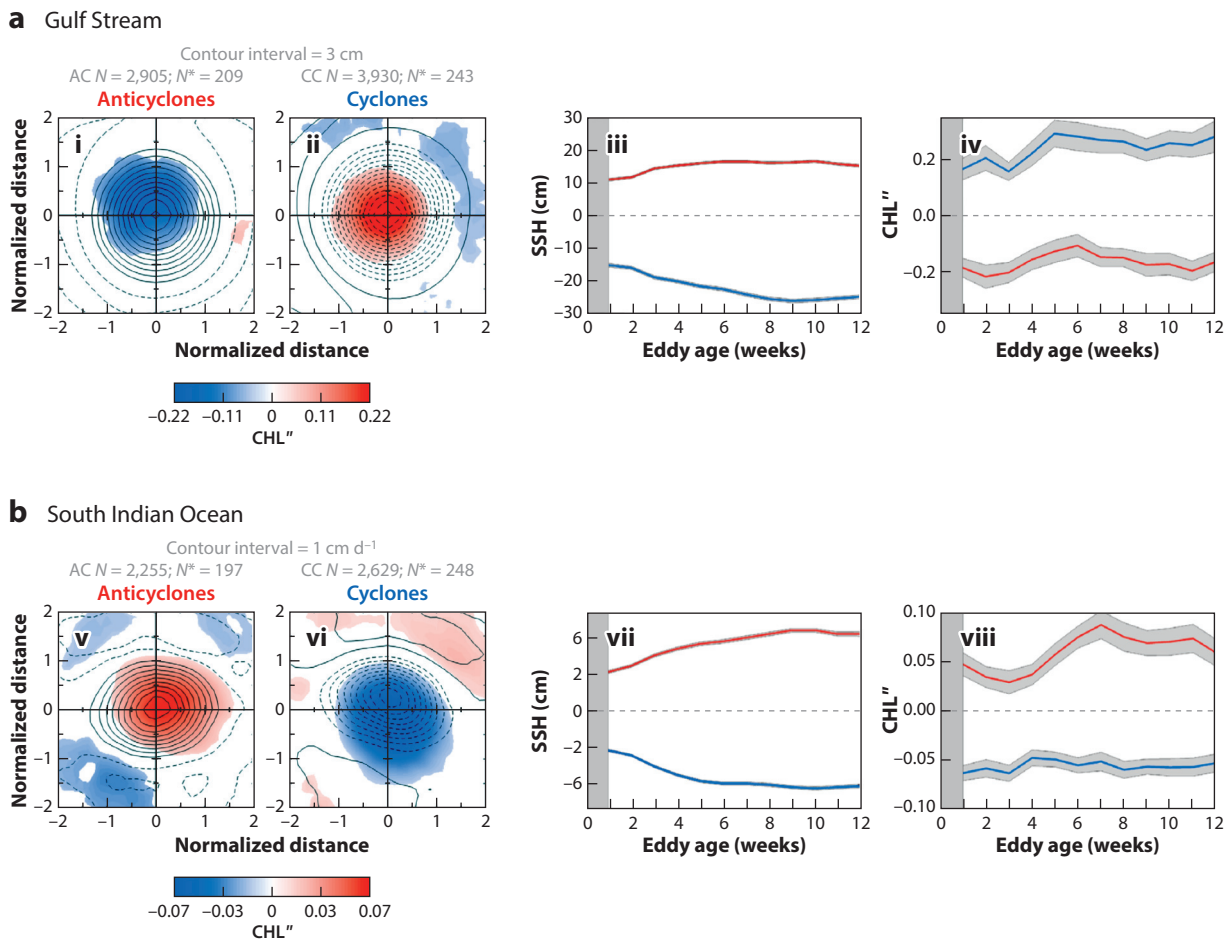 a Gulf Stream
Contour interval = 3 cm
AC N = 2,905; N* = 209
CC N = 3,930; N* = 243
Anticyclones
Cyclones
i
ii
iii
iv
2
1
0
−1
−2
Normalized distance
−2 −1 0 1 2
−2 −1 0 1 2
Normalized distance
30
20
10
0
−10
−20
−30
SSH (cm)
0 2 4 6 8 10 12
Eddy age (weeks)
0.2
0.0
−0.2
CHL″
0 2 4 6 8 10 12
Eddy age (weeks)
−0.22 −0.11 0 0.11 0.22
CHL″
b South Indian Ocean
Contour interval = 1 cm d−1
AC N = 2,255; N* = 197
CC N = 2,629; N* = 248
Anticyclones
Cyclones
v
vi
vii
viii
2
1
0
−1
−2
Normalized distance
−2 −1 0 1 2
−2 −1 0 1 2
Normalized distance
6
2
0
−2
−6
SSH (cm)
0 2 4 6 8 10 12
Eddy age (weeks)
0.10
0.05
0.00
−0.05
−0.10
CHL″
0 2 4 6 8 10 12
Eddy age (weeks)
−0.07 −0.03 0 0.03 0.07
CHL″